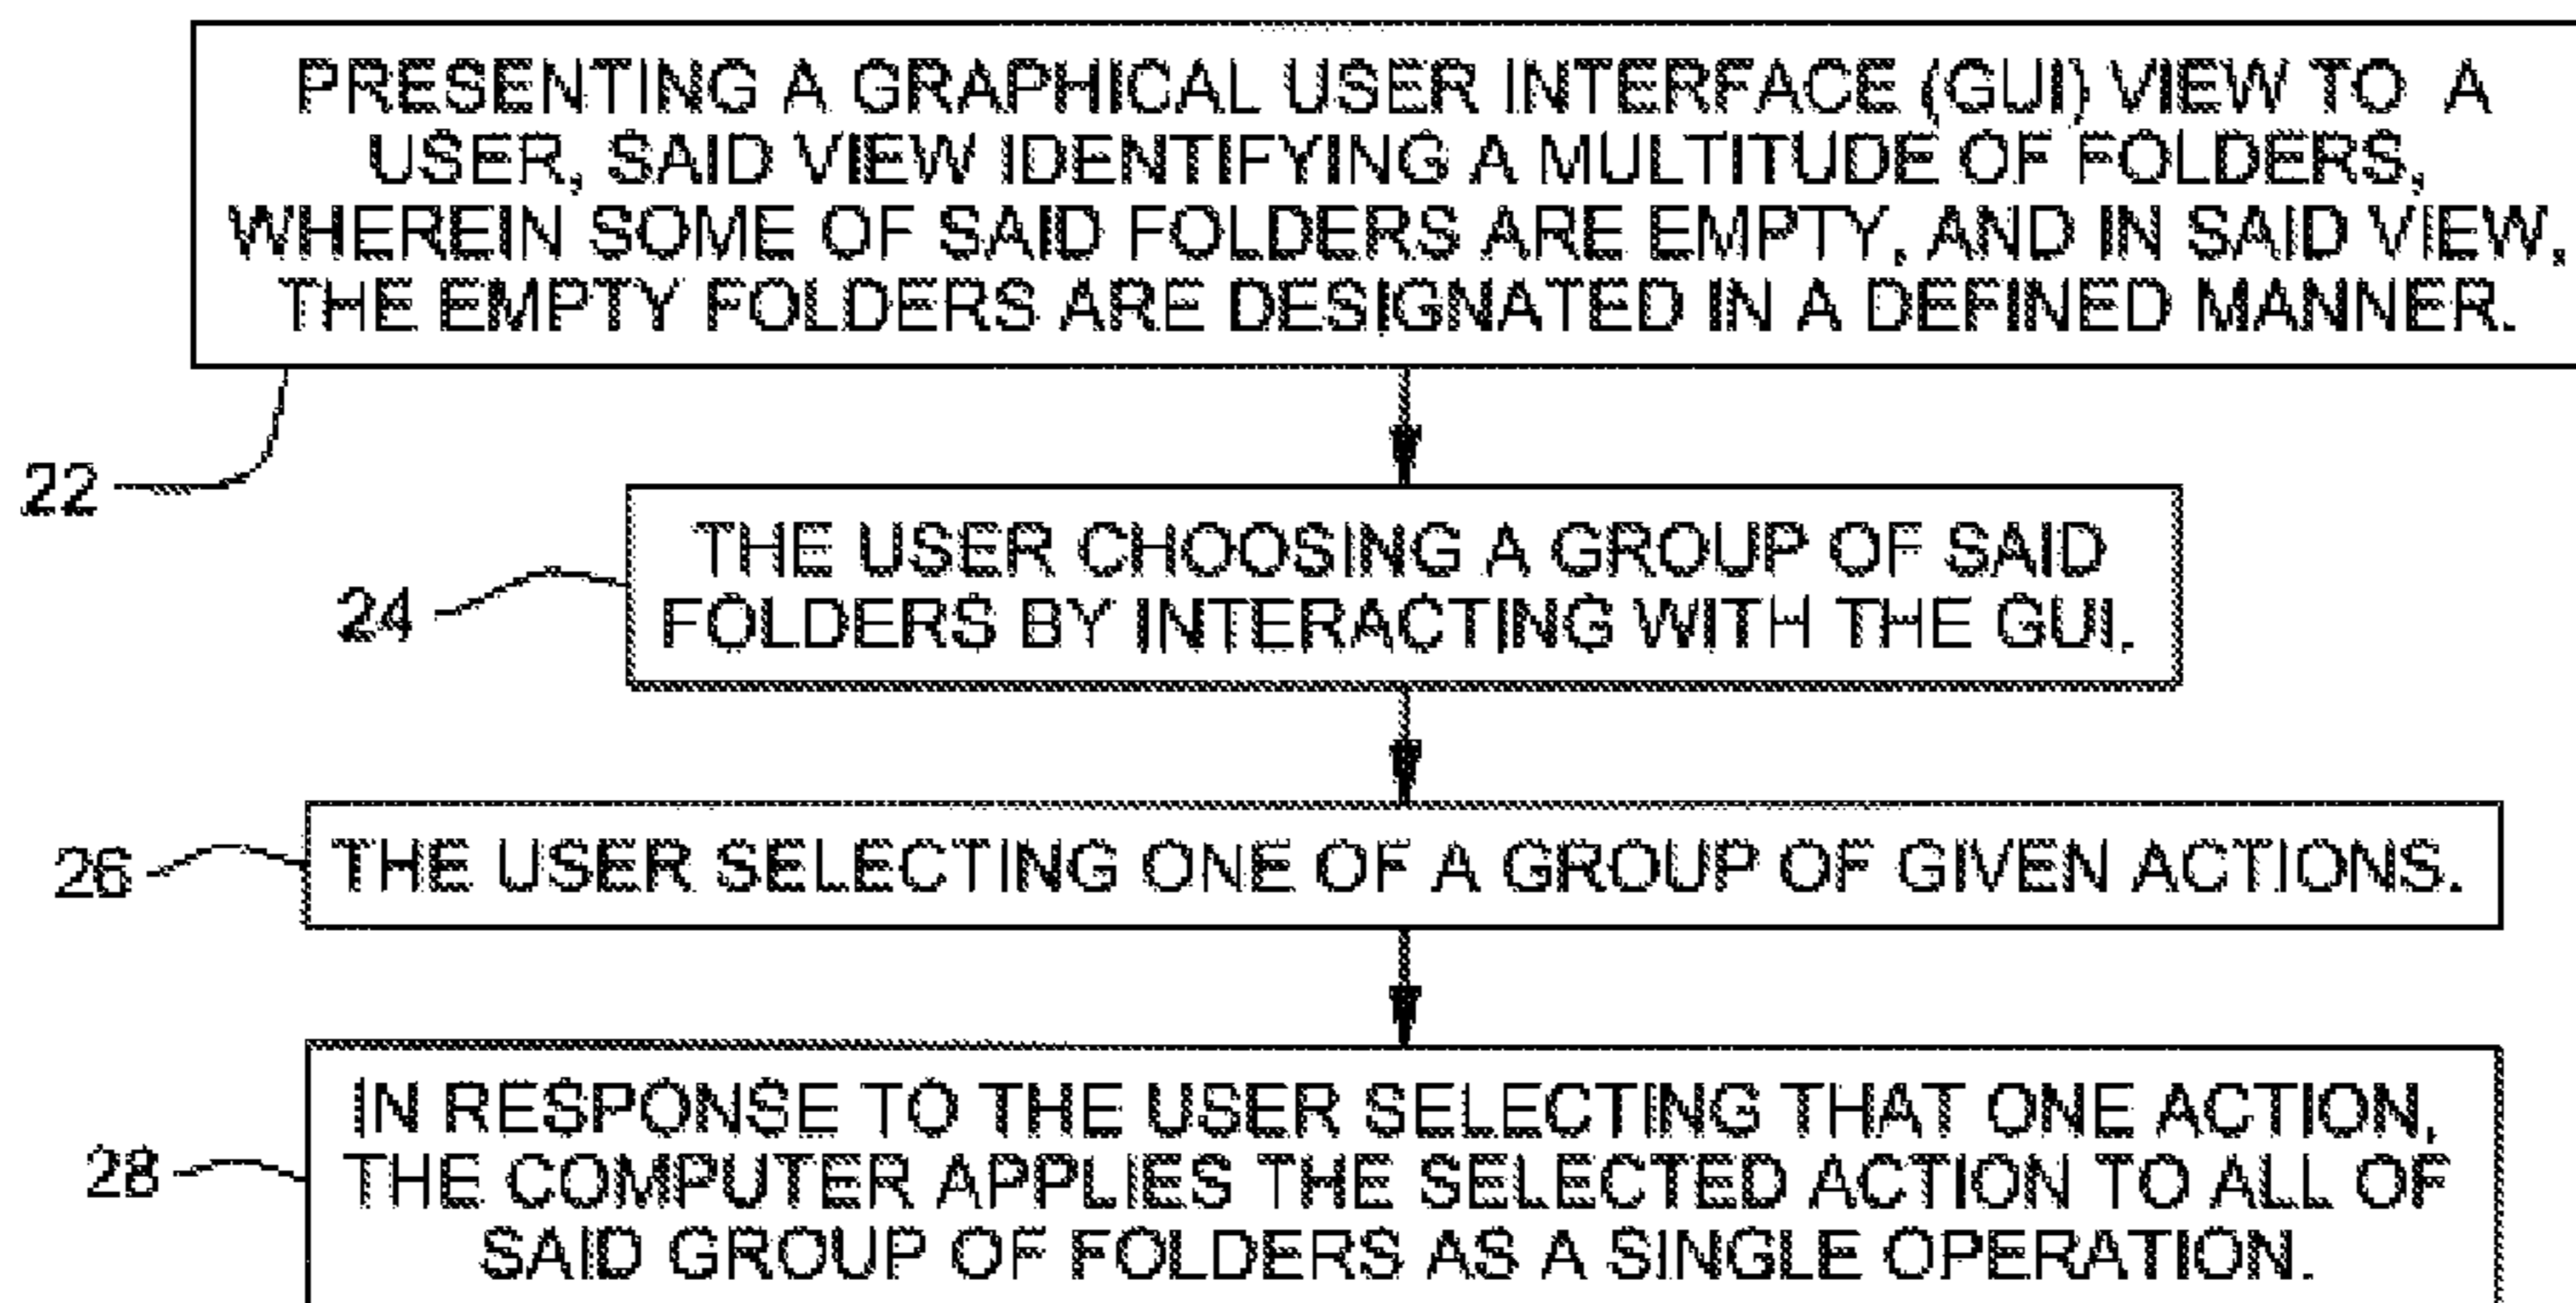 PRESENTING A GRAPHICAL USER INTERFACE (GUI) VIEW TO A
USER, SAID VIEW IDENTIFYING A MULTITUDE OF FOLDERS,
WHEREIN SOME OF SAID FOLDERS ARE EMPTY, AND IN SAID VIEW,
THE EMPTY FOLDERS ARE DESIGNATED IN A DEFINED MANNER.
22
THE USER CHOOSING A GROUP OF SAID
FOLDERS BY INTERACTING WITH THE GUI.
24
THE USER SELECTING ONE OF A GROUP OF GIVEN ACTIONS.
26
IN RESPONSE TO THE USER SELECTING THAT ONE ACTION,
THE COMPUTER APPLIES THE SELECTED ACTION TO ALL OF
SAID GROUP OF FOLDERS AS A SINGLE OPERATION.
28